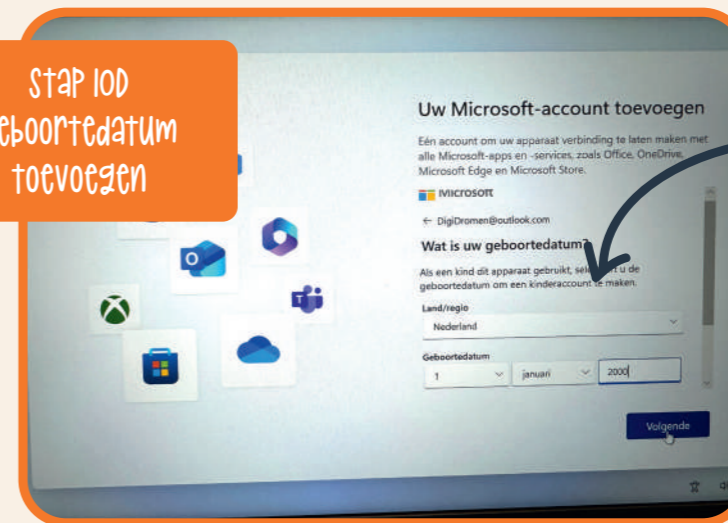 Stap 10D
eboortedatum
toevoegen
Uw Microsoft-account toevoegen
Eén account om uw apparaat verbinding te laten maken met
alle Microsoft-apps en -services, zoals Office, OneDrive,
Microsoft Edge en Microsoft Store.
Microsoft
← DigiDromen@outlook.com
Wat is uw geboortedatum?
Als een kind dit apparaat gebruikt, u de
geboortedatum om een kinderaccount te maken.
Land/regio
Nederland
Geboortedatum
1 januari 2000
Volgende